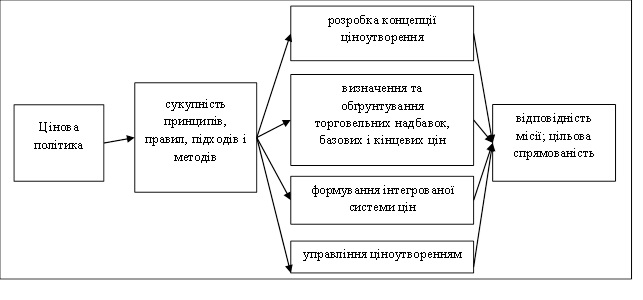 Цінова
політика
сукупність
принципів,
правил, підходів і
методів
розробка концепції
ціноутворення
визначення та
обґрунтування
торговельних надбавок,
базових і кінцевих цін
формування інтегрованої
системи цін
управління ціноутворенням
відповідність
місії; цільова
спрямованість